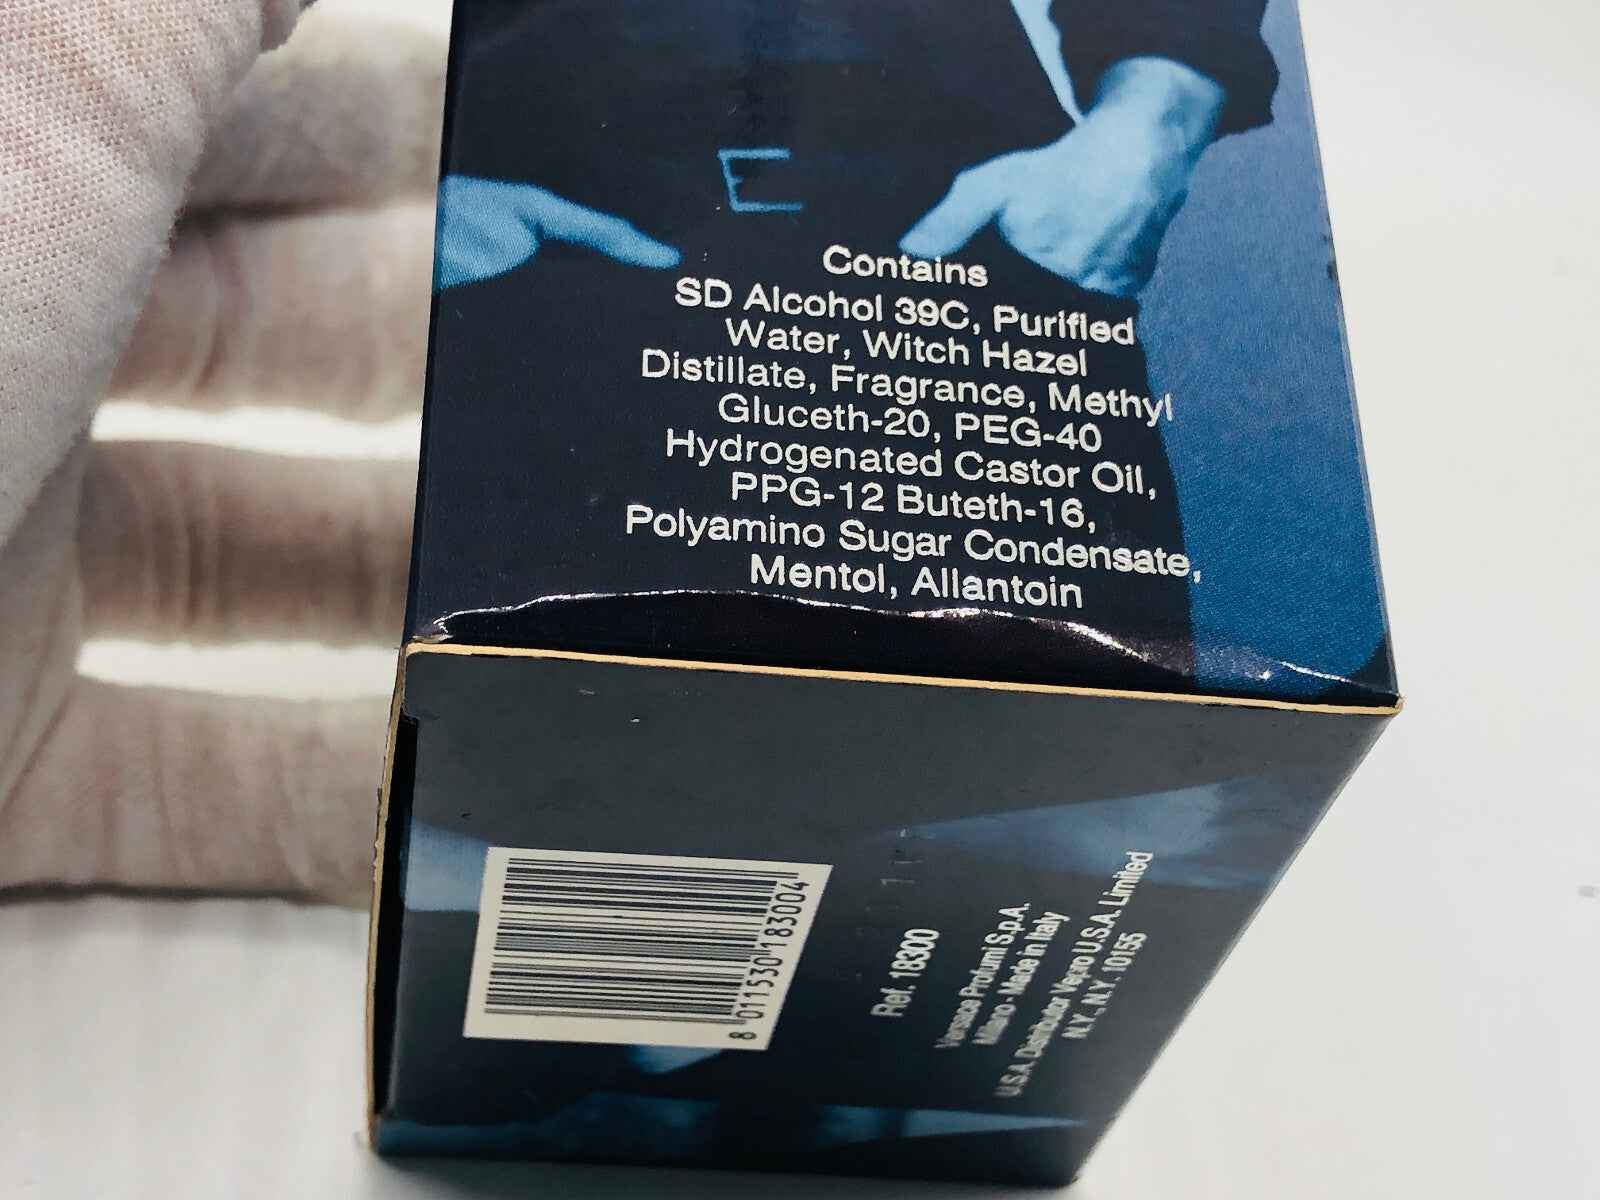 E
Contains
SD Alcohol 39C, Purified
Water, Witch Hazel
Distillate, Fragrance, Methyl
Gluceth-20, PEG-40
Hydrogenated Castor Oil,
PPG-12 Buteth-16,
Polyamino Sugar Condensate,
Mentol, Allantoin
8 011530 183004
Ref. 18300
Versace Profumi S.p.A.
Milano - Made in Italy
U.S.A. Distributor Vepro U.S.A. Limited
N.Y., N.Y. 10155